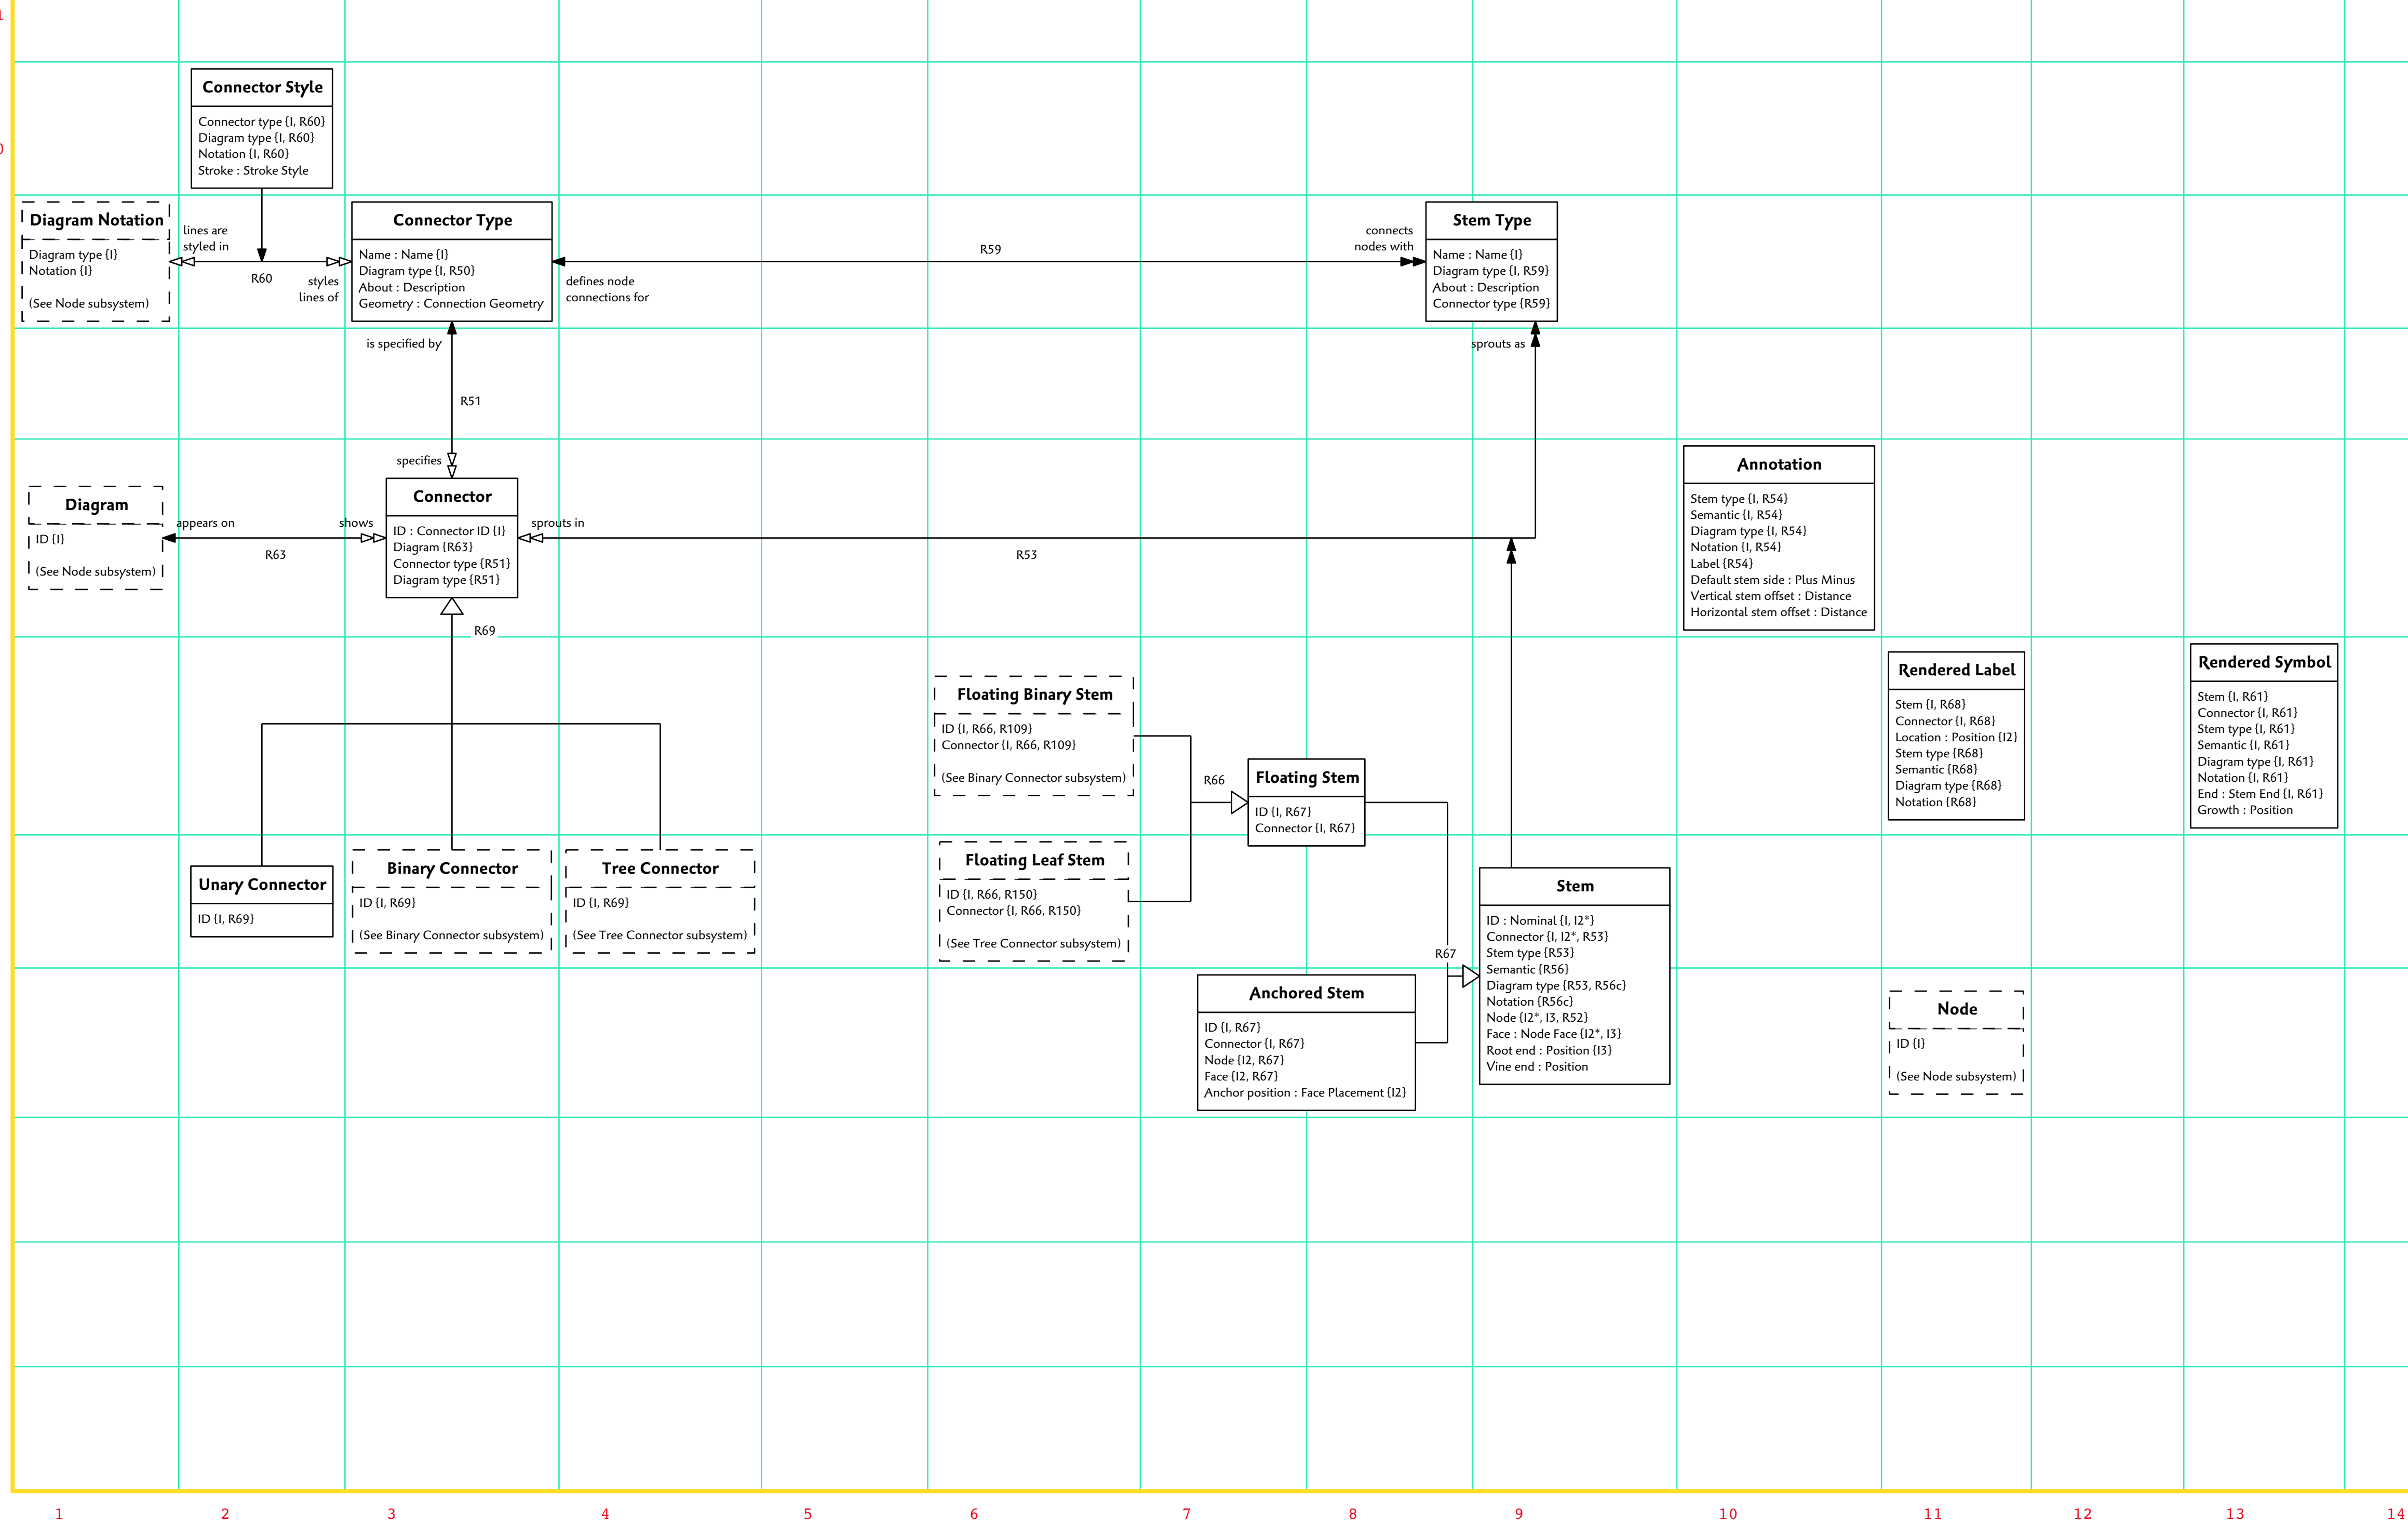 1
0
Connector Style
Connector type {I, R60}
Diagram type {I, R60}
Notation {I, R60}
Stroke : Stroke Style
Diagram Notation
Diagram type {I}
Notation {I}
(See Node subsystem)
lines are
styled in
R60
styles
lines of
Connector Type
Name : Name {I}
Diagram type {I, R50}
About : Description
Geometry : Connection Geometry
defines node
connections for
R59
connects
nodes with
Stem Type
Name : Name {I}
Diagram type {I, R59}
About : Description
Connector type {R59}
is specified by
R51
specifies
sprouts as
Diagram
ID {I}
(See Node subsystem)
appears on
R63
shows
Connector
ID : Connector ID {I}
Diagram {R63}
Connector type {R51}
Diagram type {R51}
sprouts in
R53
R69
Annotation
Stem type {I, R54}
Semantic {I, R54}
Diagram type {I, R54}
Notation {I, R54}
Label {R54}
Default stem side : Plus Minus
Vertical stem offset : Distance
Horizontal stem offset : Distance
Floating Binary Stem
ID {I, R66, R109}
Connector {I, R66, R109}
(See Binary Connector subsystem)
R66
Floating Stem
ID {I, R67}
Connector {I, R67}
Rendered Label
Stem {I, R68}
Connector {I, R68}
Location : Position {I2}
Stem type {R68}
Semantic {R68}
Diagram type {R68}
Notation {R68}
Rendered Symbol
Stem {I, R61}
Connector {I, R61}
Stem type {I, R61}
Semantic {I, R61}
Diagram type {I, R61}
Notation {I, R61}
End : Stem End {I, R61}
Growth : Position
Unary Connector
ID {I, R69}
Binary Connector
ID {I, R69}
(See Binary Connector subsystem)
Tree Connector
ID {I, R69}
(See Tree Connector subsystem)
Floating Leaf Stem
ID {I, R66, R150}
Connector {I, R66, R150}
(See Tree Connector subsystem)
R67
Stem
ID : Nominal {I, I2*}
Connector {I, I2*, R53}
Stem type {R53}
Semantic {R56}
Diagram type {R53, R56c}
Notation {R56c}
Node {I2*, I3, R52}
Face : Node Face {I2*, I3}
Root end : Position {I3}
Vine end : Position
Anchored Stem
ID {I, R67}
Connector {I, R67}
Node {I2, R67}
Face {I2, R67}
Anchor position : Face Placement {I2}
Node
ID {I}
(See Node subsystem)
1 2 3 4 5 6 7 8 9 10 11 12 13 14